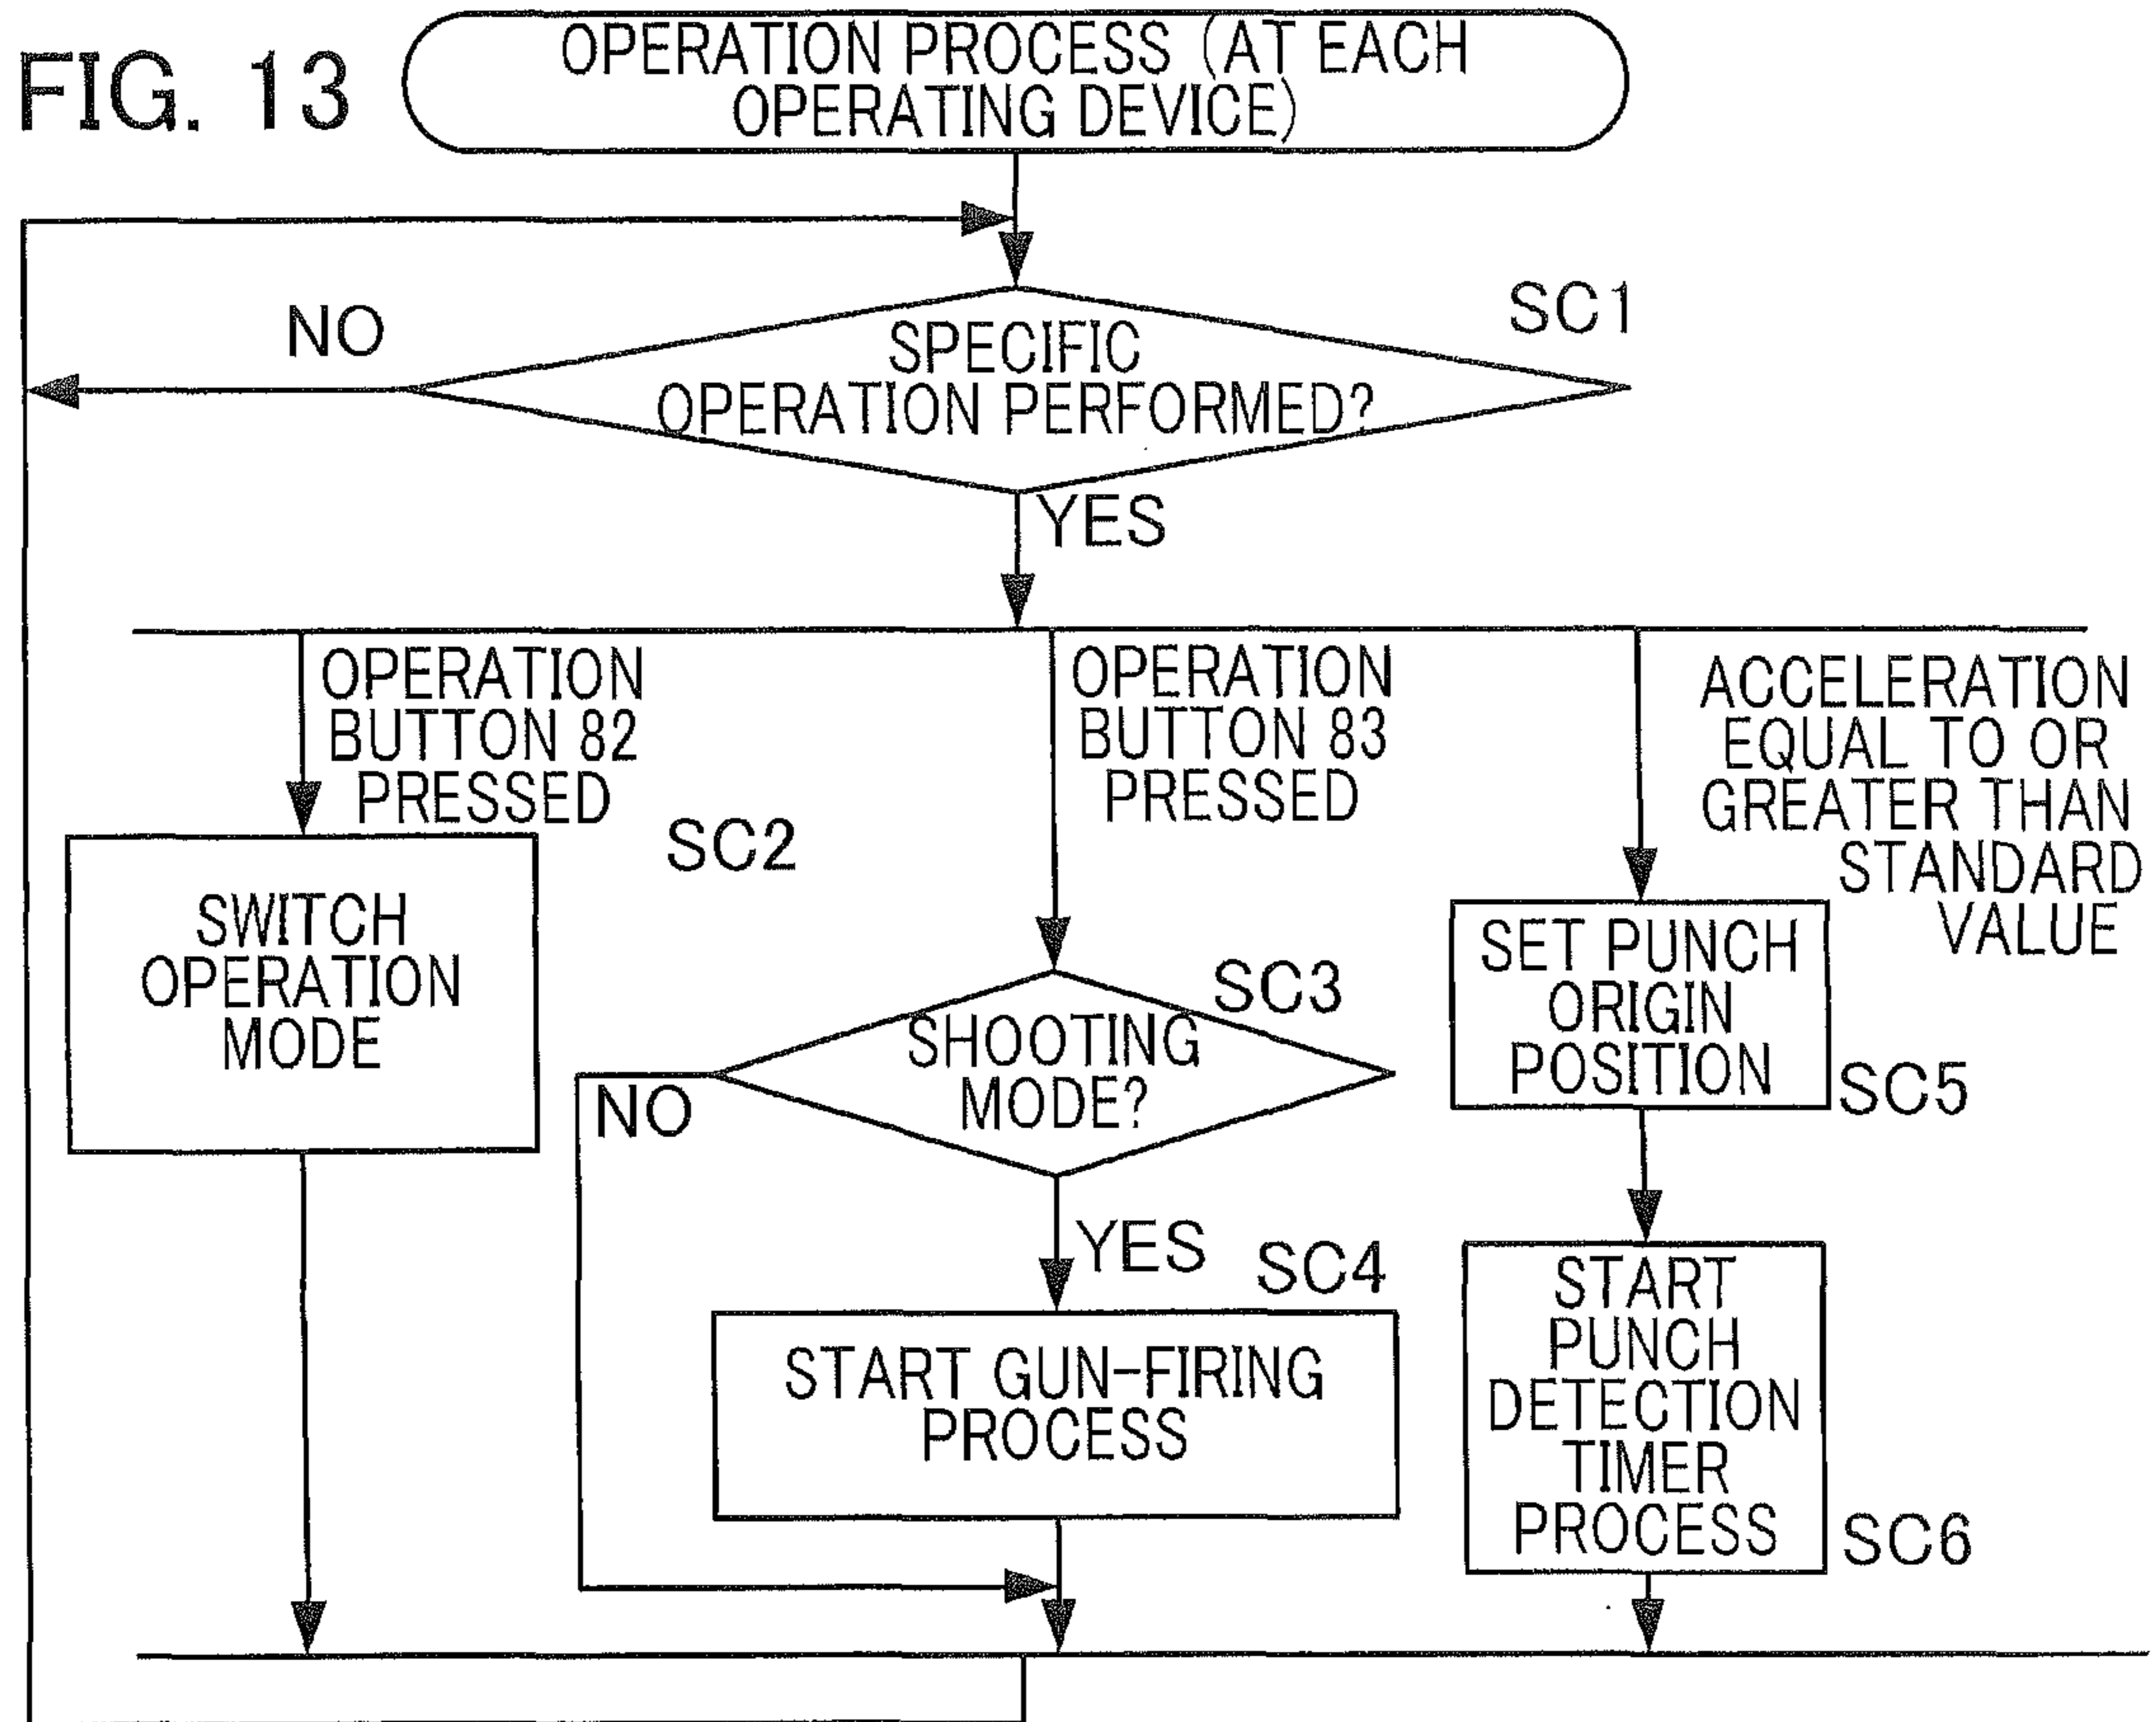 FIG. 13
OPERATION PROCESS (AT EACH
OPERATING DEVICE)
SC1
NO
SPECIFIC
OPERATION PERFORMED?
YES
OPERATION
BUTTON 82
PRESSED
OPERATION
BUTTON 83
PRESSED
ACCELERATION
EQUAL TO OR
GREATER THAN
STANDARD
VALUE
SC2
SWITCH
OPERATION
MODE
SC3
SHOOTING
MODE?
NO
YES
SC4
START GUN-FIRING
PROCESS
SET PUNCH
ORIGIN
POSITION
SC5
START
PUNCH
DETECTION
TIMER
PROCESS
SC6